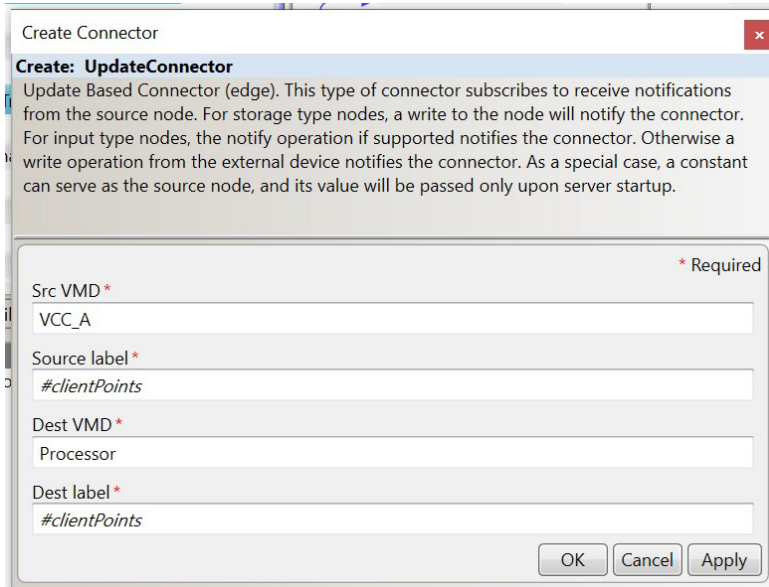 Create Connector
Create: UpdateConnector
Update Based Connector (edge). This type of connector subscribes to receive notifications
from the source node. For storage type nodes, a write to the node will notify the connector.
For input type nodes, the notify operation if supported notifies the connector. Otherwise a
write operation from the external device notifies the connector. As a special case, a constant
can serve as the source node, and its value will be passed only upon server startup.
* Required
Src VMD *
VCC_A
Source label *
#clientPoints
Dest VMD *
Processor
Dest label *
#clientPoints
OK Cancel Apply